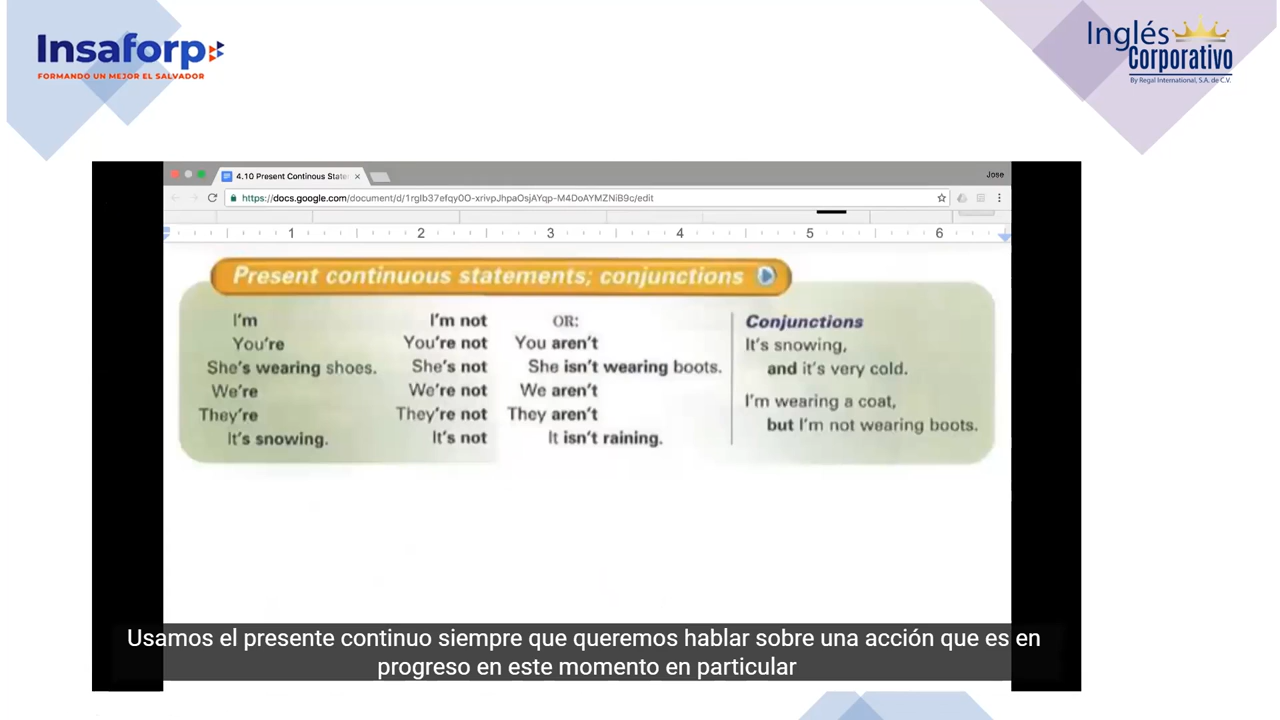 Insaforp
FORMANDO UN MEJOR EL SALVADOR
Inglés
Corporativo
By Regal International, S.A. de C.V.
4.10 Present Continous State
Jose
https://docs.google.com/document/d/1rglb37efqy0O-xrivpJhpaOsjAYqp-M4DoAYMZNiB9c/edit
1 2 3 4 5 6
Present continuous statements; conjunctions
I'm I'm not OR:
You're You're not You aren't
She's wearing shoes. She's not She isn't wearing boots.
We're We're not We aren't
They're They're not They aren't
It's snowing. It's not It isn't raining.
Conjunctions
It's snowing,
and it's very cold.
I'm wearing a coat,
but I'm not wearing boots.
Usamos el presente continuo siempre que queremos hablar sobre una acción que es en
progreso en este momento en particular